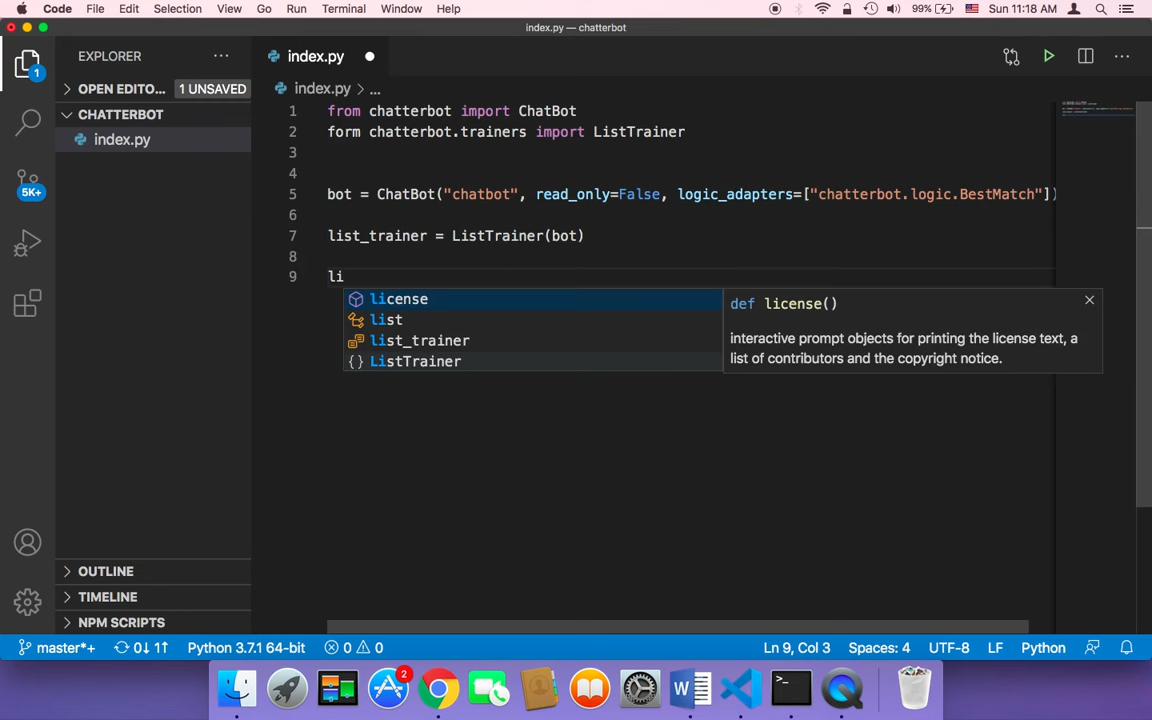 Code File Edit Selection View Go Run Terminal Window Help 99% Sun 11:18 AM
index.py — chatterbot
EXPLORER
index.py
1
OPEN EDITO... 1 UNSAVED
index.py > ...
CHATTERBOT
index.py
5K+
1 from chatterbot import ChatBot
2 form chatterbot.trainers import ListTrainer
3
4
5 bot = ChatBot("chatbot", read_only=False, logic_adapters=["chatterbot.logic.BestMatch"])
6
7 list_trainer = ListTrainer(bot)
8
9 li
license
list
list_trainer
ListTrainer
def license()
interactive prompt objects for printing the license text, a
list of contributors and the copyright notice.
OUTLINE
TIMELINE
NPM SCRIPTS
master*+ 0↓ 1↑ Python 3.7.1 64-bit 0 0 Ln 9, Col 3 Spaces: 4 UTF-8 LF Python
2
W
>_